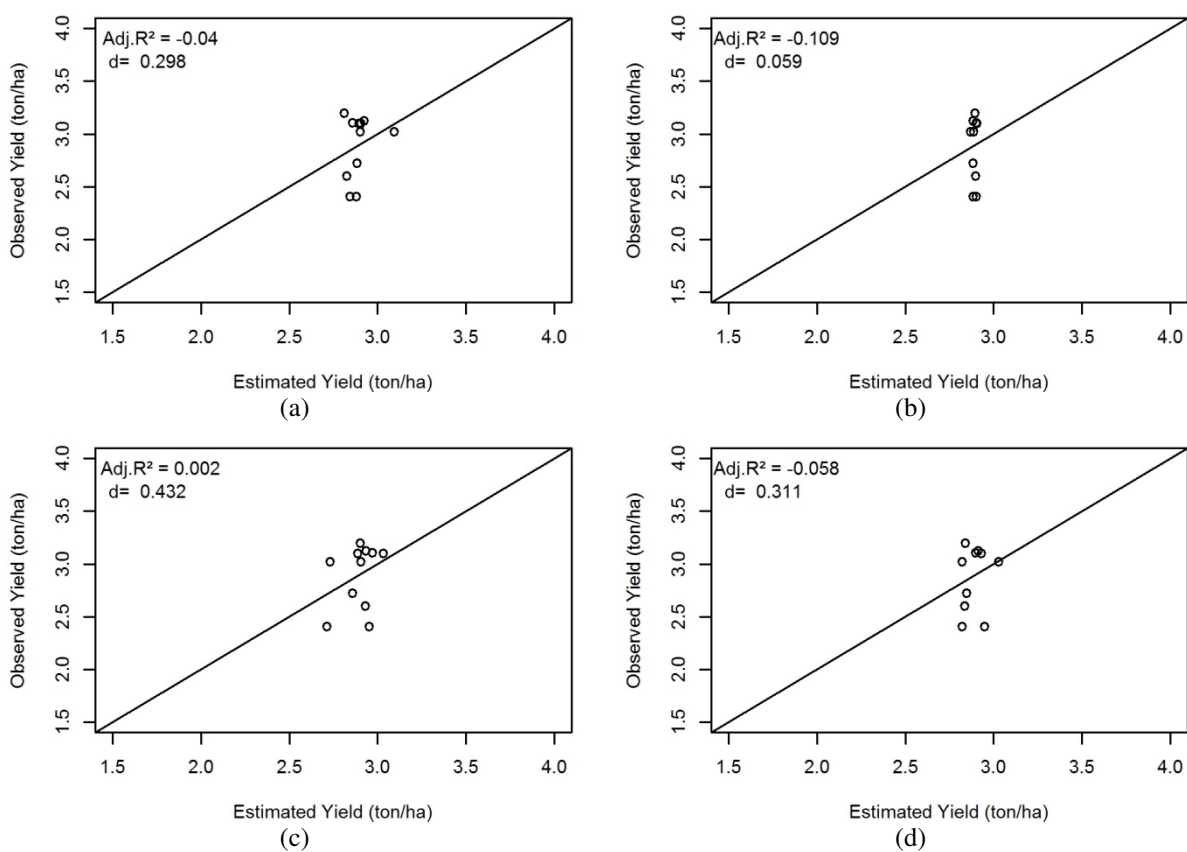 Adj.R² = -0.04
d= 0.298
4.0
3.5
3.0
2.5
2.0
1.5
Observed Yield (ton/ha)
1.5 2.0 2.5 3.0 3.5 4.0
Estimated Yield (ton/ha)
(a)
Adj.R² = -0.109
d= 0.059
4.0
3.5
3.0
2.5
2.0
1.5
Observed Yield (ton/ha)
1.5 2.0 2.5 3.0 3.5 4.0
Estimated Yield (ton/ha)
(b)
Adj.R² = 0.002
d= 0.432
4.0
3.5
3.0
2.5
2.0
1.5
Observed Yield (ton/ha)
1.5 2.0 2.5 3.0 3.5 4.0
Estimated Yield (ton/ha)
(c)
Adj.R² = -0.058
d= 0.311
4.0
3.5
3.0
2.5
2.0
1.5
Observed Yield (ton/ha)
1.5 2.0 2.5 3.0 3.5 4.0
Estimated Yield (ton/ha)
(d)